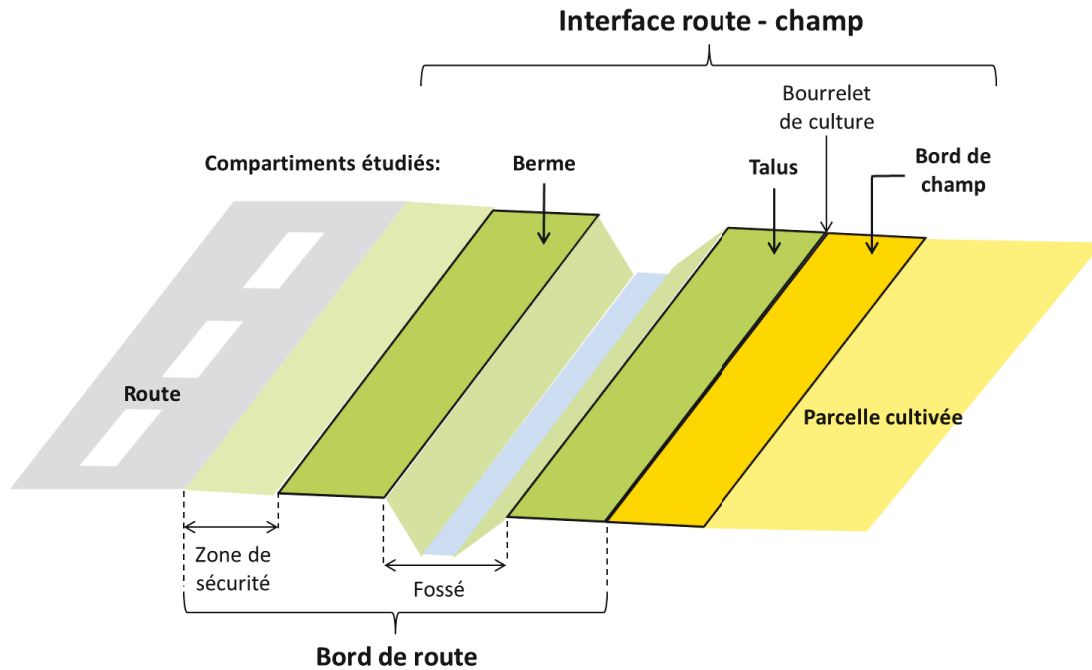 Interface route - champ
Bourrelet
de culture
Compartiments étudiés:
Berme
Talus
Bord de
champ
Route
Parcelle cultivée
Zone de
sécurité
Fossé
Bord de route